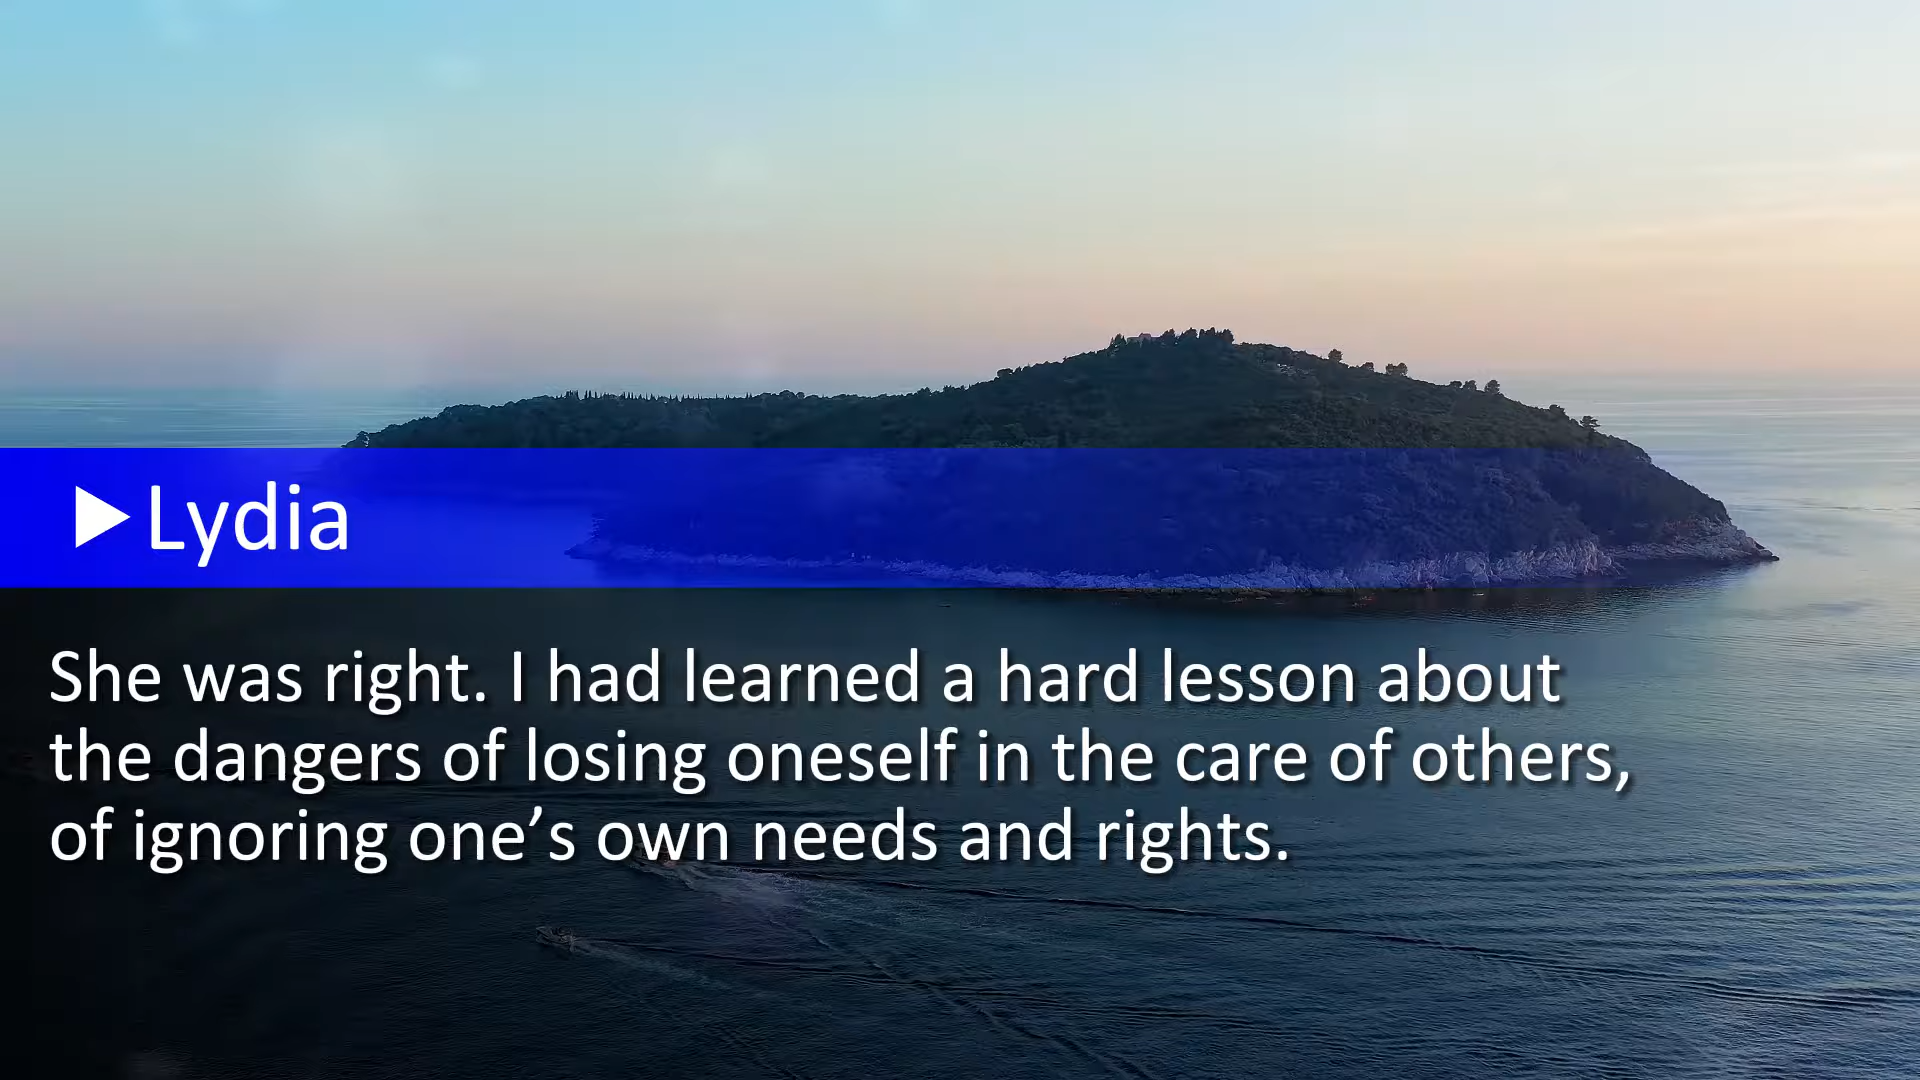 Lydia
She was right. I had learned a hard lesson about
the dangers of losing oneself in the care of others,
of ignoring one’s own needs and rights.